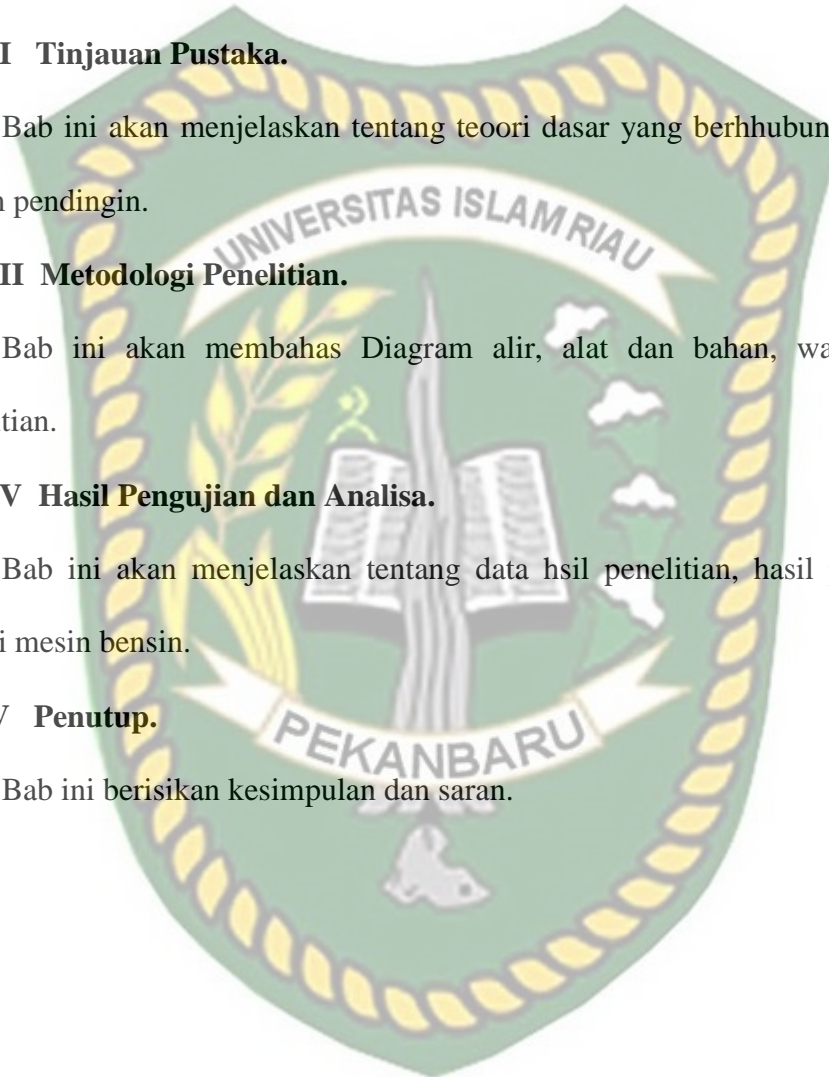 I Tinjauan Pustaka.
Bab ini akan menjelaskan tentang teoori dasar yang berhhubun
pendingin.
UNIVERSITAS ISLAM RIAU
II Metodologi Penelitian.
Bab ini akan membahas Diagram alir, alat dan bahan, wa
tian.
V Hasil Pengujian dan Analisa.
Bab ini akan menjelaskan tentang data hsil penelitian, hasil
i mesin bensin.
V Penutup.
PEKANBARU
Bab ini berisikan kesimpulan dan saran.